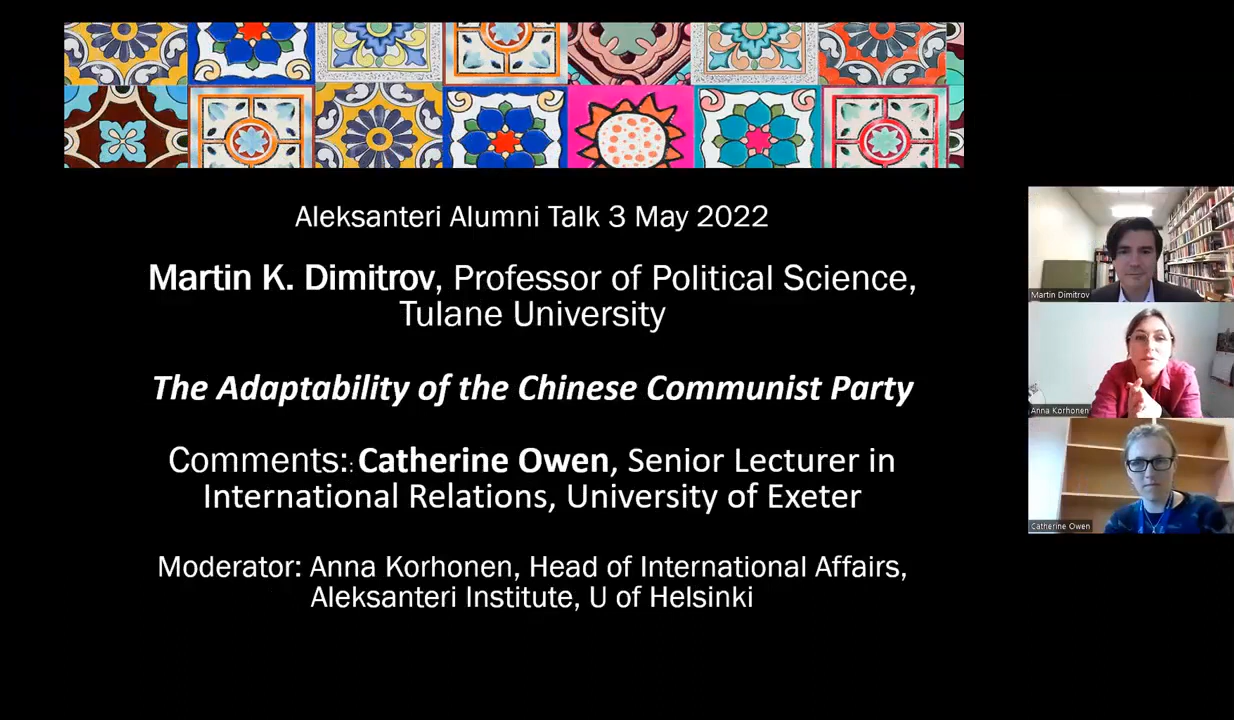 Aleksanteri Alumni Talk 3 May 2022
Martin K. Dimitrov, Professor of Political Science,
Tulane University
The Adaptability of the Chinese Communist Party
Comments:: Catherine Owen, Senior Lecturer in
International Relations, University of Exeter
Moderator: Anna Korhonen, Head of International Affairs,
Aleksanteri Institute, U of Helsinki
Martin Dimitrov
Anna Korhonen
Catherine Owen